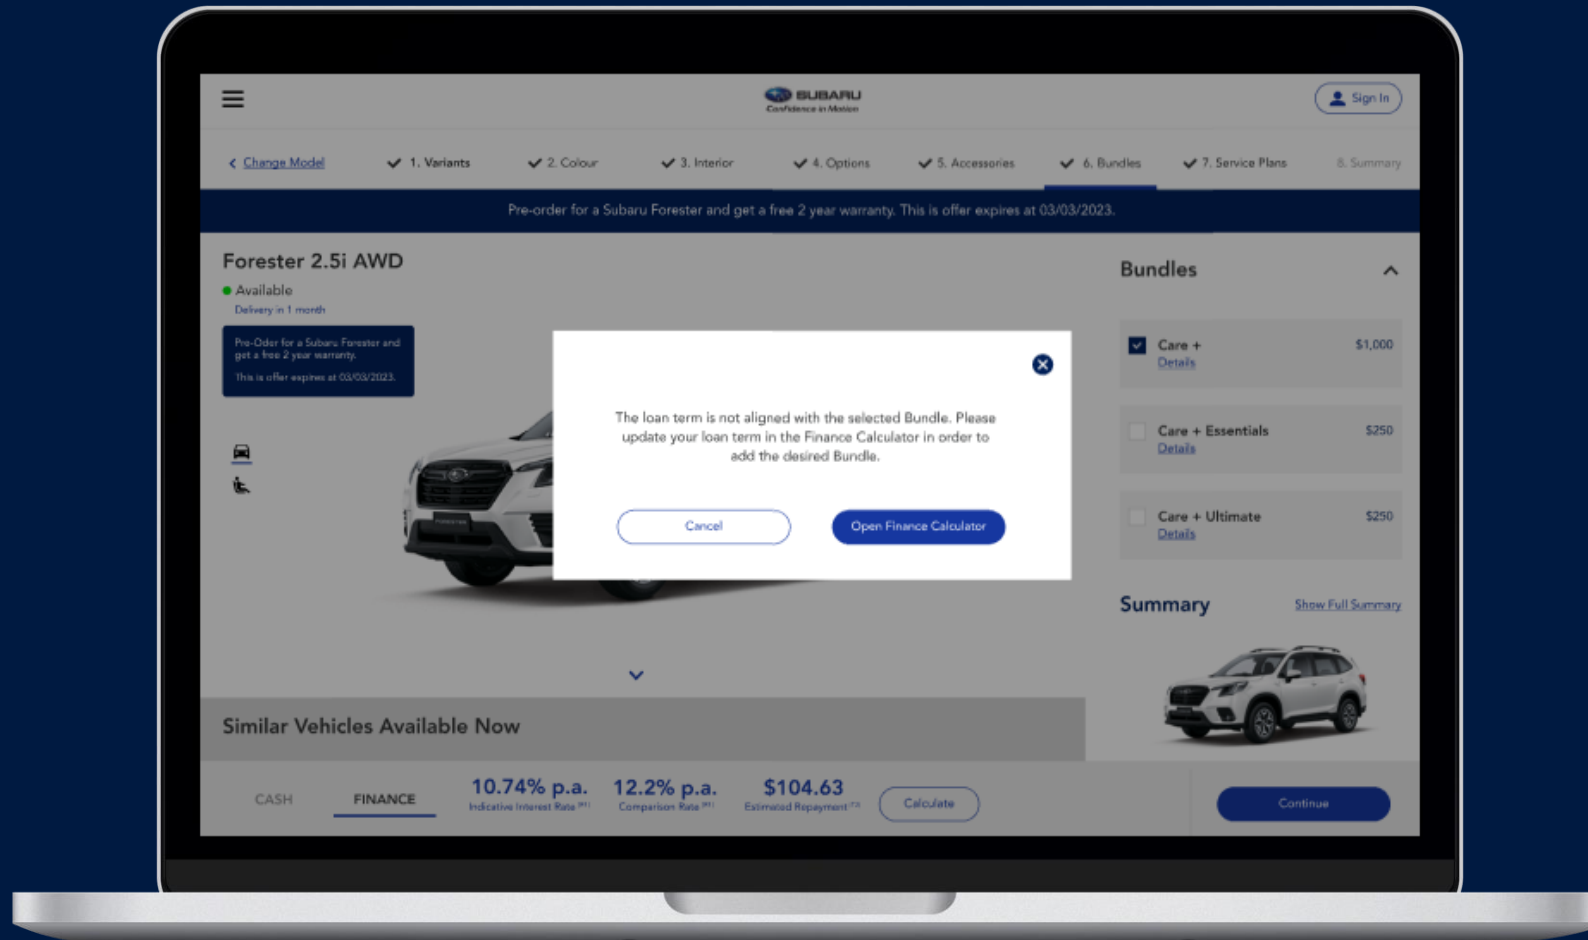 SUBARU
Confidence in Motion
Sign In
Change Model
1. Variants
2. Colour
3. Interior
4. Options
5. Accessories
6. Bundles
7. Service Plans
8. Summary
Pre-order for a Subaru Forester and get a free 2 year warranty. This is offer expires at 03/03/2023.
Forester 2.5i AWD
Available
Delivery in 1 month
Pre-Oder for a Subaru Forester and
get a free 2 year warranty.
This is offer expires at 03/03/2023.
FORESTER
The loan term is not aligned with the selected Bundle. Please
update your loan term in the Finance Calculator in order to
add the desired Bundle.
Cancel
Open Finance Calculator
Bundles
Care + $1,000
Details
Care + Essentials $250
Details
Care + Ultimate $250
Details
Summary
Show Full Summary
Similar Vehicles Available Now
CASH
FINANCE
10.74% p.a.
Indicative Interest Rate
12.2% p.a.
Comparison Rate
$104.63
Estimated Repayment
Calculate
Continue